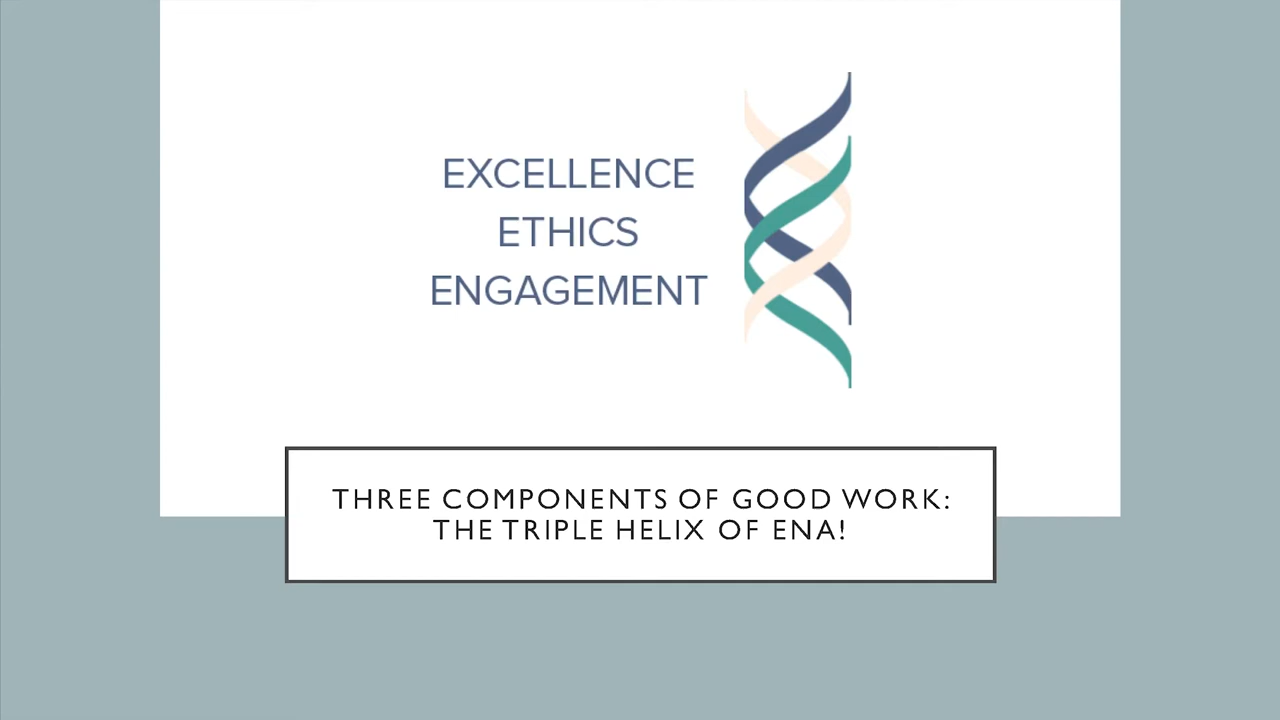 EXCELLENCE
ETHICS
ENGAGEMENT
THREE COMPONENTS OF GOOD WORK:
THE TRIPLE HELIX OF ENA!